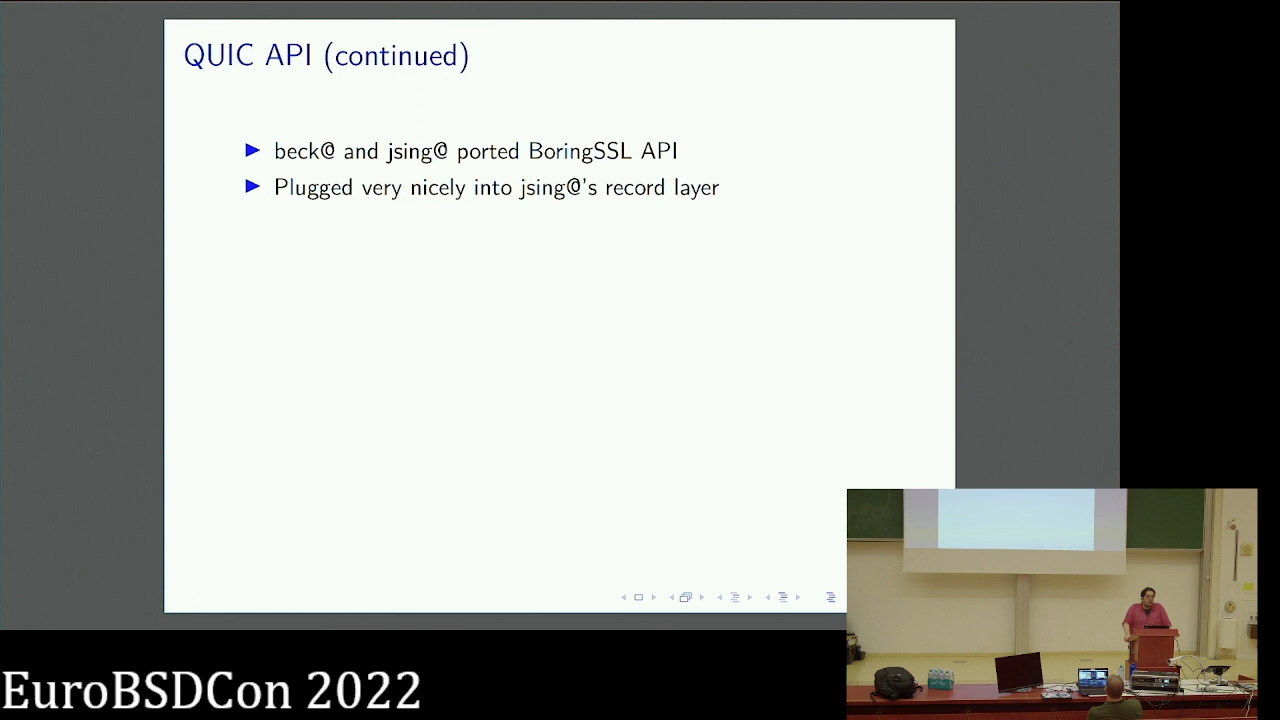 QUIC API (continued)
beck@ and jsing@ ported BoringSSL API
Plugged very nicely into jsing@'s record layer
EuroBSDCon 2022